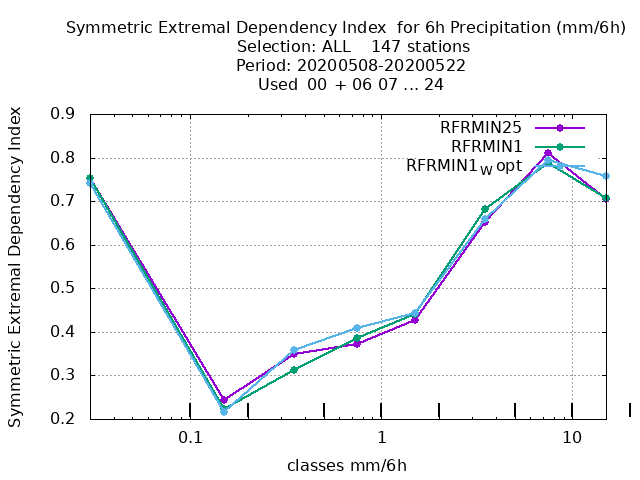 Symmetric Extremal Dependency Index  for 6h Precipitation (mm/6h)
Selection: ALL    147 stations
Period: 20200508-20200522
Used  00 + 06 07 ... 24
RFRMIN25
RFRMIN1
RFRMIN1W opt
0.9
0.8
0.7
0.6
0.5
0.4
0.3
0.2
Symmetric Extremal Dependency Index
0.1 1 10
classes mm/6h